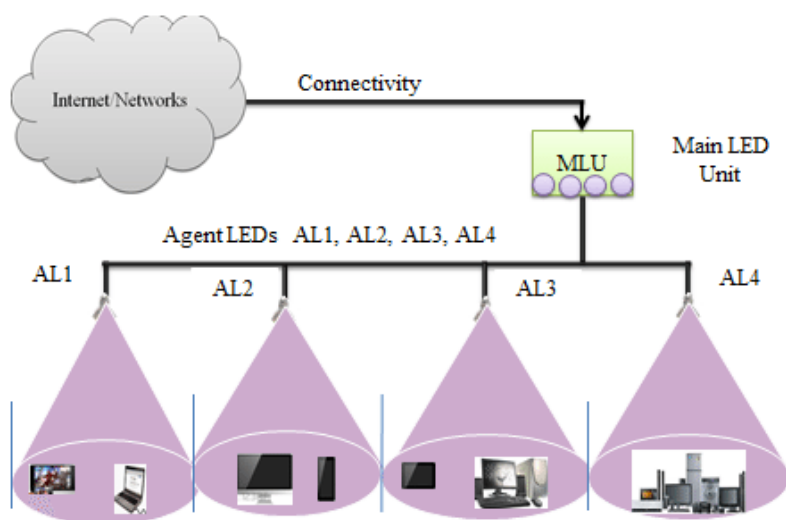 Connectivity
Internet/Networks
MLU
Main LED
Unit
Agent LEDs AL1, AL2, AL3, AL4
AL1
AL2
AL3
AL4